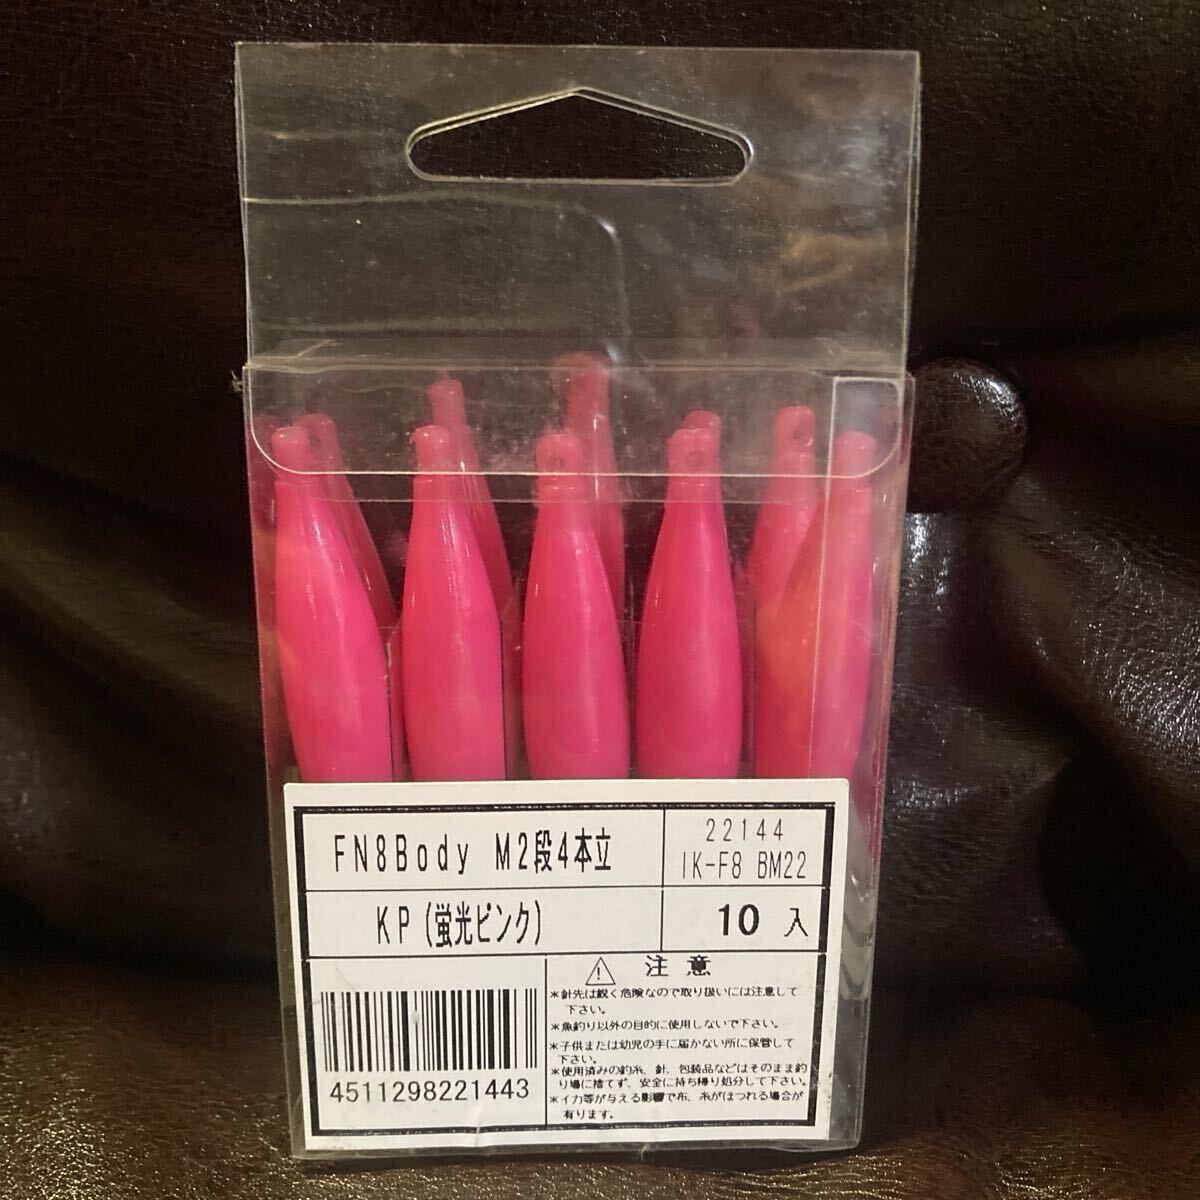 FN8Body M2段4本立
22144
IK-F8 BM22
KP(蛍光ピンク)
10入
4511298221443
⚠注意
*針先は鋭く危険なので取り扱いには注意して
下さい。
*魚釣り以外の目的に使用しないで下さい。
*子供または幼児の手に届かない所に保管して
下さい。
*使用済みの釣糸、針、包装品などはそのまま釣
り場に捨てず、安全に持ち帰り処分して下さい。
*イカ等が与える影響で布、糸がほつれる場合が
有ります。